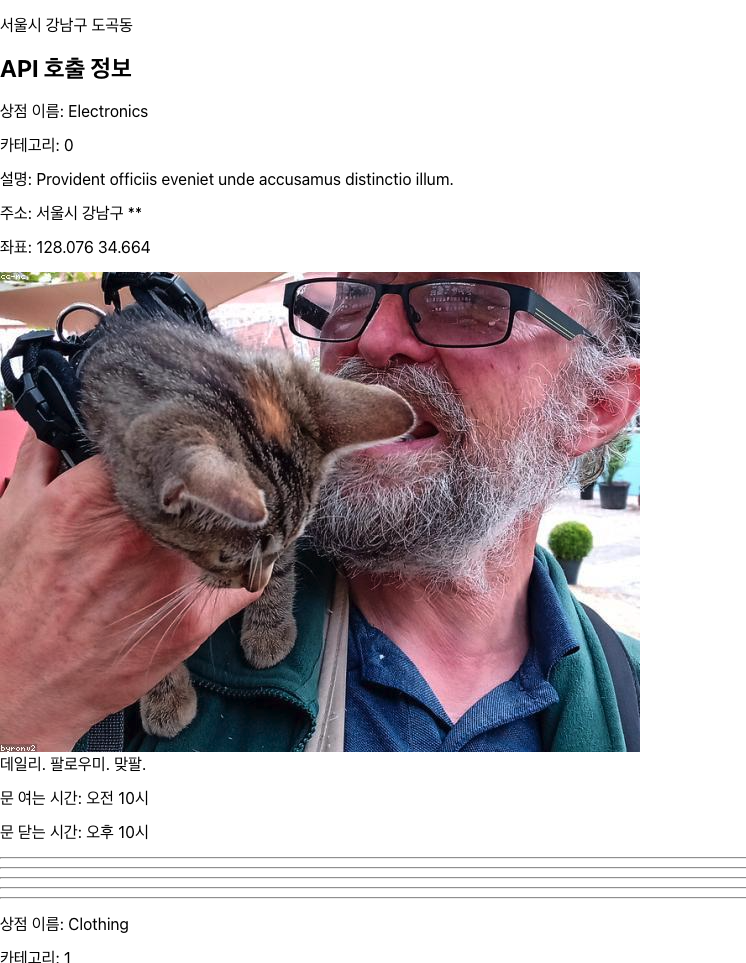 서울시 강남구 도곡동
API 호출 정보
상점 이름: Electronics
카테고리: 0
설명: Provident officiis eveniet unde accusamus distinctio illum.
주소: 서울시 강남구 **
좌표: 128.076 34.664
cc-nc
byronv2
데일리. 팔로우미. 맞팔.
문 여는 시간: 오전 10시
문 닫는 시간: 오후 10시
상점 이름: Clothing
카테고리: 1